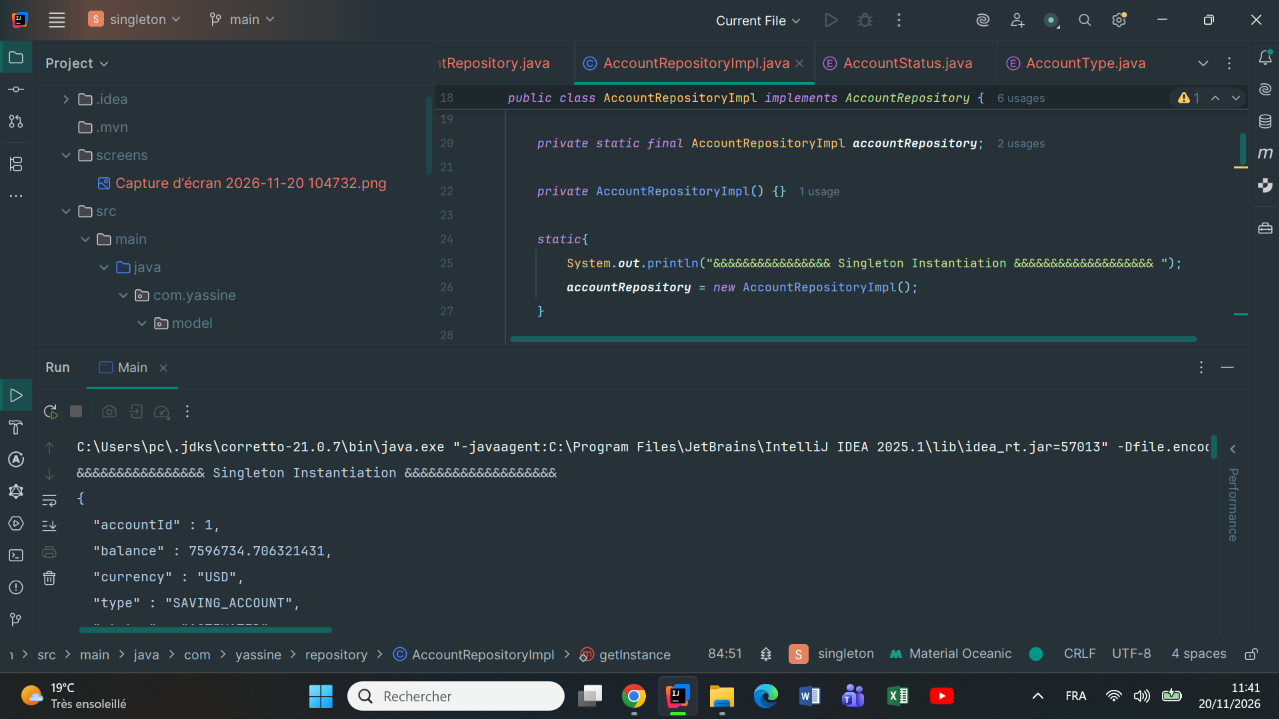 S singleton main Current File
Project
ntRepository.java AccountRepositoryImpl.java AccountStatus.java AccountType.java
.idea
.mvn
screens
Capture d'écran 2026-11-20 104732.png
src
main
java
com.yassine
model
18 public class AccountRepositoryImpl implements AccountRepository { 6 usages 1
19
20 private static final AccountRepositoryImpl accountRepository; 2 usages
21
22 private AccountRepositoryImpl() {} 1 usage
23
24 static{
25 System.out.println("&&&&&&&&&&&&&&&& Singleton Instantiation &&&&&&&&&&&&&&&&&&& ");
26 accountRepository = new AccountRepositoryImpl();
27 }
28
Run Main
C:\Users\pc\.jdks\corretto-21.0.7\bin\java.exe "-javaagent:C:\Program Files\JetBrains\IntelliJ IDEA 2025.1\lib\idea_rt.jar=57013" -Dfile.enco
&&&&&&&&&&&&&&&& Singleton Instantiation &&&&&&&&&&&&&&&&&&&
{
"accountId" : 1,
"balance" : 7596734.706321431,
"currency" : "USD",
"type" : "SAVING_ACCOUNT",
Performance
src > main > java > com > yassine > repository > AccountRepositoryImpl > getInstance 84:51 S singleton Material Oceanic CRLF UTF-8 4 spaces
19°C
Très ensoleillé
Rechercher
FRA
11:41
20/11/2026